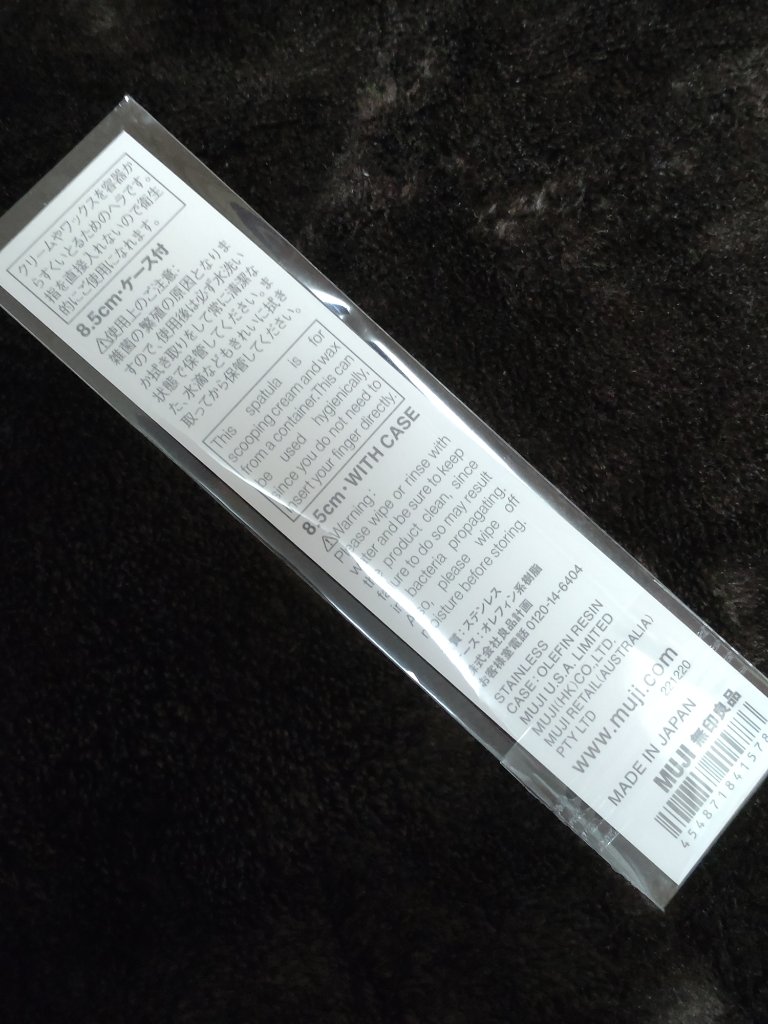 クリームやワックスを容器か
らすくいとるためのヘラです。
指を直接入れないので衛生
的にご使用になれます。
8.5cm・ケース付
⚠使用上のご注意：
雑菌の繁殖の原因となりま
すので、使用後は必ず水洗い
か拭き取りをして常に清潔な
状態で保管してください。ま
た、水滴などもきれいに拭き
取ってから保管してください。
This spatula is for
scooping cream and wax
from a container.This can
be used hygienically,
since you do not need to
insert your finger directly.
8.5cm・WITH CASE
⚠Warning:
Please wipe or rinse with
water and be sure to keep
the product clean, since
failure to do so may result
in bacteria propagating.
Also, please wipe off
moisture before storing.
質：ステンレス
ース：オレフィン系樹脂
株式会社良品計画
お客様室電話 0120-14-6404
STAINLESS
CASE: OLEFIN RESIN
MUJI U.S.A. LIMITED
MUJI(HK)CO.,LTD.
MUJI RETAIL(AUSTRALIA)
PTY LTD
www.muji.com
221220
MADE IN JAPAN
MUJI 無印良品
4548718415786